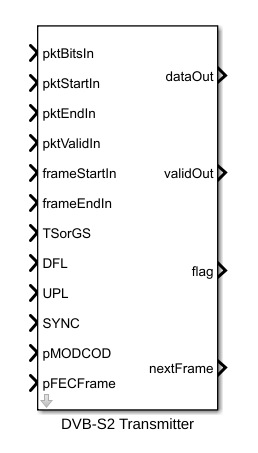 pktBitsIn
pktStartIn
pktEndIn
pktValidIn
frameStartIn
frameEndIn
TSorGS
DFL
UPL
SYNC
pMODCOD
pFECFrame
dataOut
validOut
flag
nextFrame
DVB-S2 Transmitter